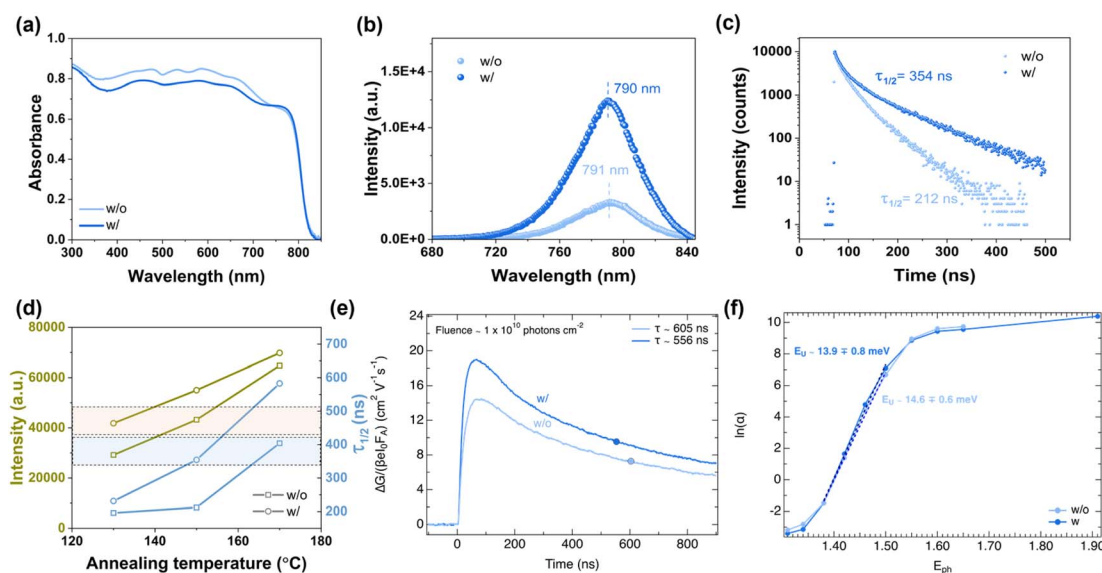 (a)
1.0
0.8
0.6
0.4
0.2
0.0
Absorbance
w/o
w/
300 400 500 600 700 800
Wavelength (nm)
(b)
1.5E+4
1.0E+4
5.0E+3
0.0E+0
Intensity (a.u.)
w/o
w/
790 nm
791 nm
680 720 760 800 840
Wavelength (nm)
(c)
10000
1000
100
10
1
Intensity (counts)
w/o
w/
τ1/2= 354 ns
τ1/2= 212 ns
0 100 200 300 400 500
Time (ns)
(d)
80000
60000
40000
20000
0
Intensity (a.u.)
700
600
500
400
300
200
τ1/2 (ns)
w/o
w/
120 130 140 150 160 170 180
Annealing temperature (°C)
(e)
24
20
16
12
8
4
0
ΔG/(βeI0FA) (cm2 V-1 s-1)
Fluence ~ 1 x 10^10 photons cm-2
τ ~ 605 ns
τ ~ 556 ns
w/
w/o
0 200 400 600 800
Time (ns)
(f)
10
8
6
4
2
0
-2
ln(α)
EU ~ 13.9 ∓ 0.8 meV
EU ~ 14.6 ∓ 0.6 meV
w/o
w
1.40 1.50 1.60 1.70 1.80 1.90
Eph